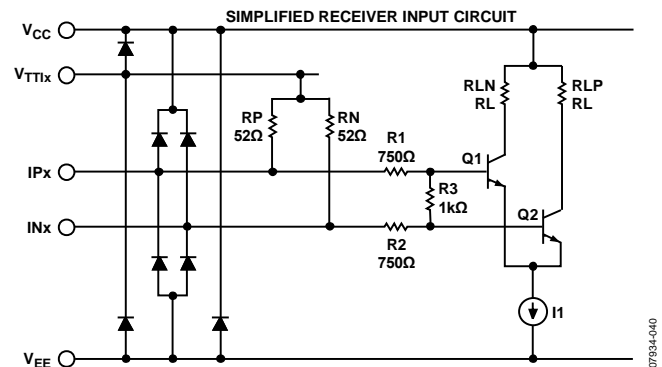 SIMPLIFIED RECEIVER INPUT CIRCUIT
VCC
VTTIx
RLN
RL
RLP
RL
RP
52Ω
RN
52Ω
R1
750Ω
Q1
IPx
R3
1kΩ
Q2
INx
R2
750Ω
I1
VEE
07934-040